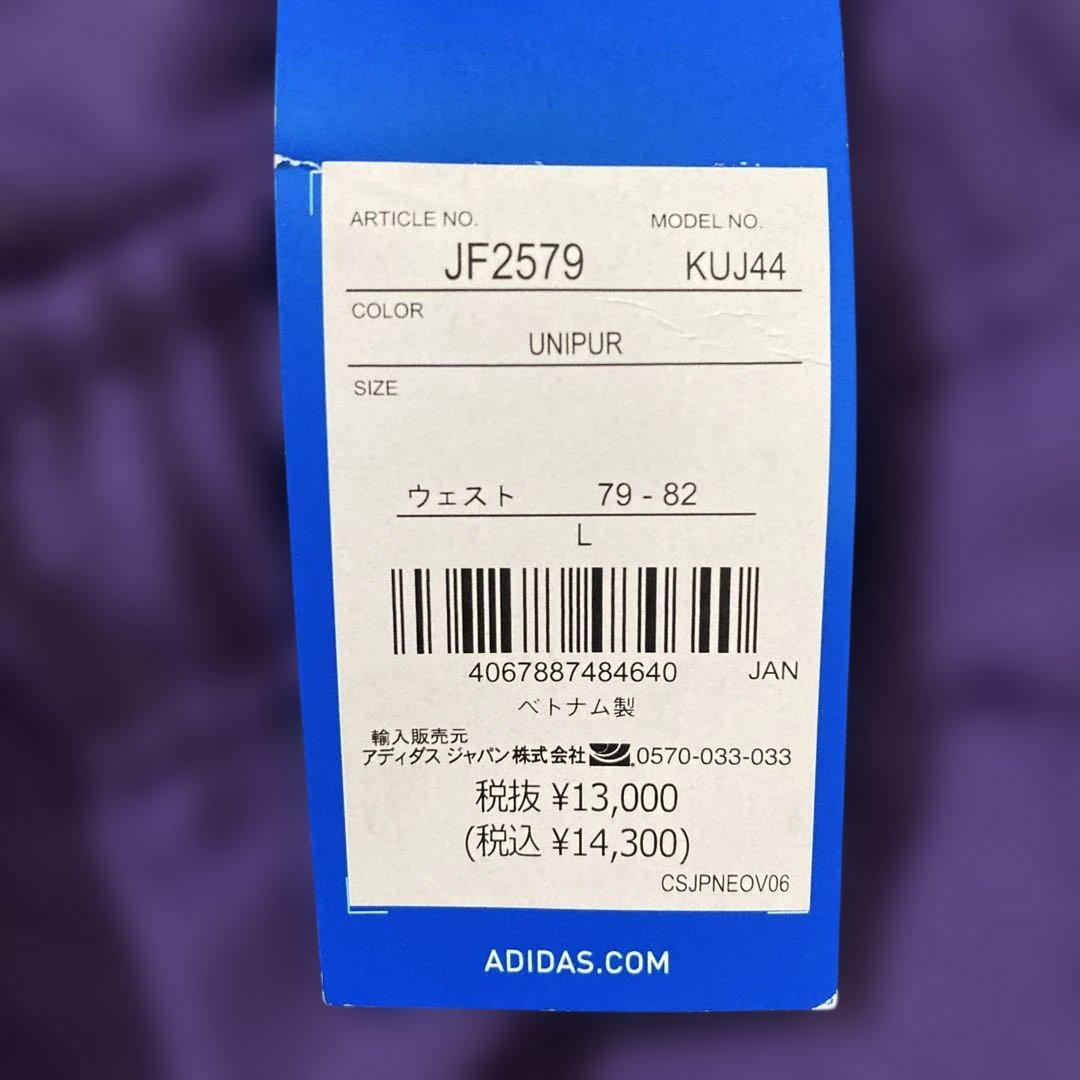 ARTICLE NO. MODEL NO.
JF2579 KUJ44
COLOR
UNIPUR
SIZE
ウェスト 79 - 82
L
4067887484640 JAN
ベトナム製
輸入販売元
アディダス ジャパン株式会社 0570-033-033
税抜 ¥13,000
(税込 ¥14,300)
CSJPNEOV06
ADIDAS.COM